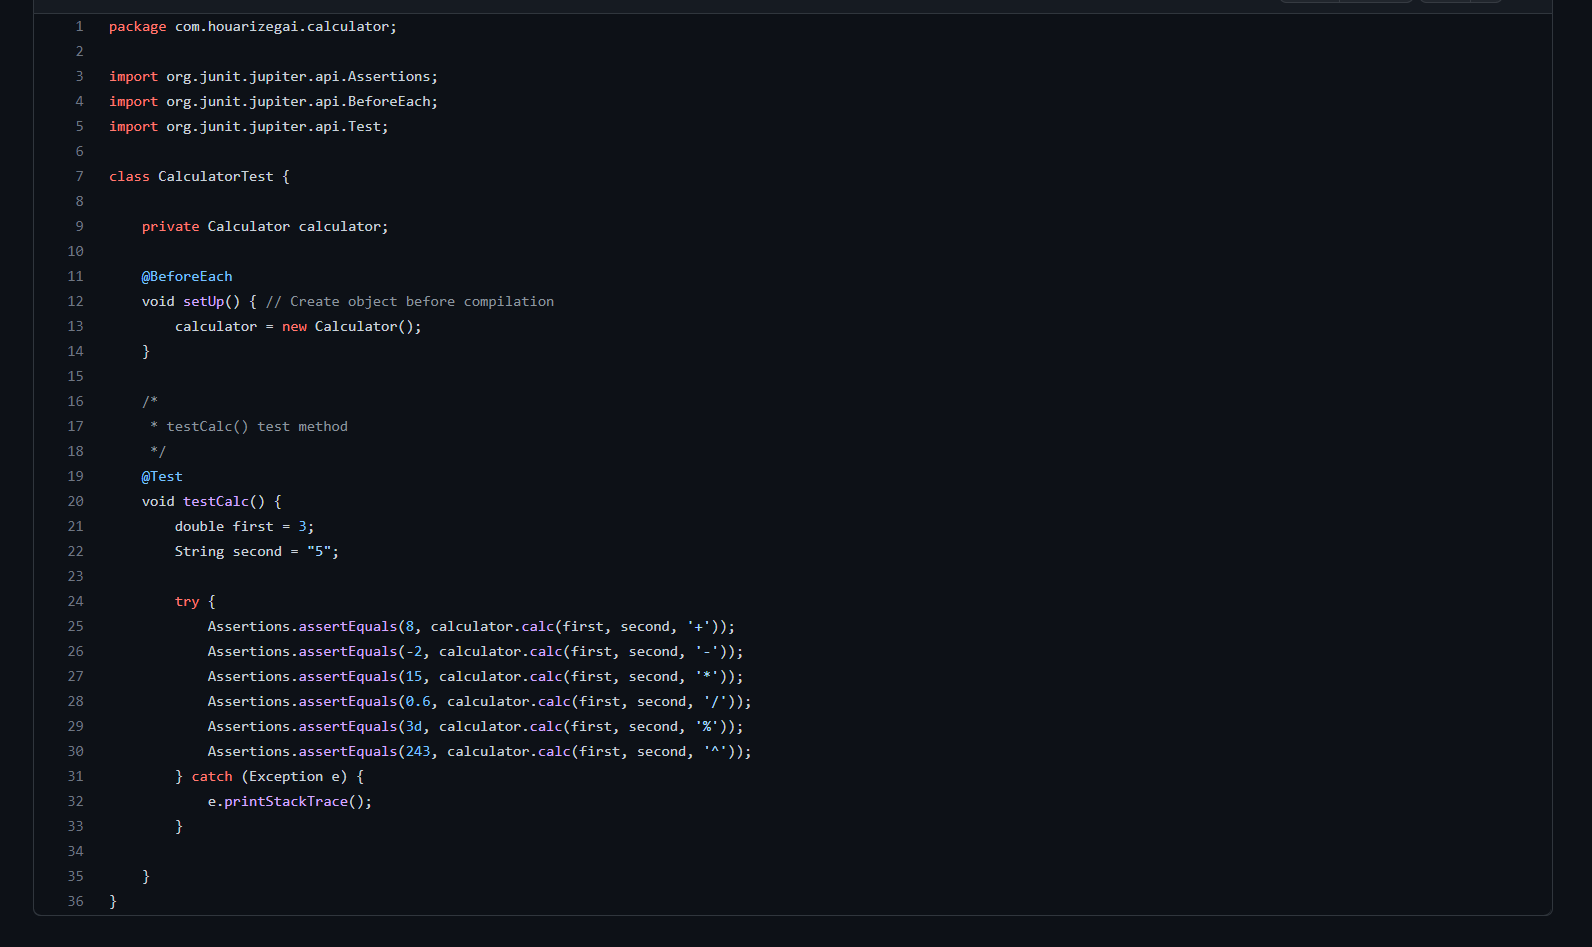 1 package com.houarizegai.calculator;
2
3 import org.junit.jupiter.api.Assertions;
4 import org.junit.jupiter.api.BeforeEach;
5 import org.junit.jupiter.api.Test;
6
7 class CalculatorTest {
8
9     private Calculator calculator;
10
11     @BeforeEach
12     void setUp() { // Create object before compilation
13         calculator = new Calculator();
14     }
15
16     /*
17      * testCalc() test method
18      */
19     @Test
20     void testCalc() {
21         double first = 3;
22         String second = "5";
23
24         try {
25             Assertions.assertEquals(8, calculator.calc(first, second, '+'));
26             Assertions.assertEquals(-2, calculator.calc(first, second, '-'));
27             Assertions.assertEquals(15, calculator.calc(first, second, '*'));
28             Assertions.assertEquals(0.6, calculator.calc(first, second, '/'));
29             Assertions.assertEquals(3d, calculator.calc(first, second, '%'));
30             Assertions.assertEquals(243, calculator.calc(first, second, '^'));
31         } catch (Exception e) {
32             e.printStackTrace();
33         }
34
35     }
36 }